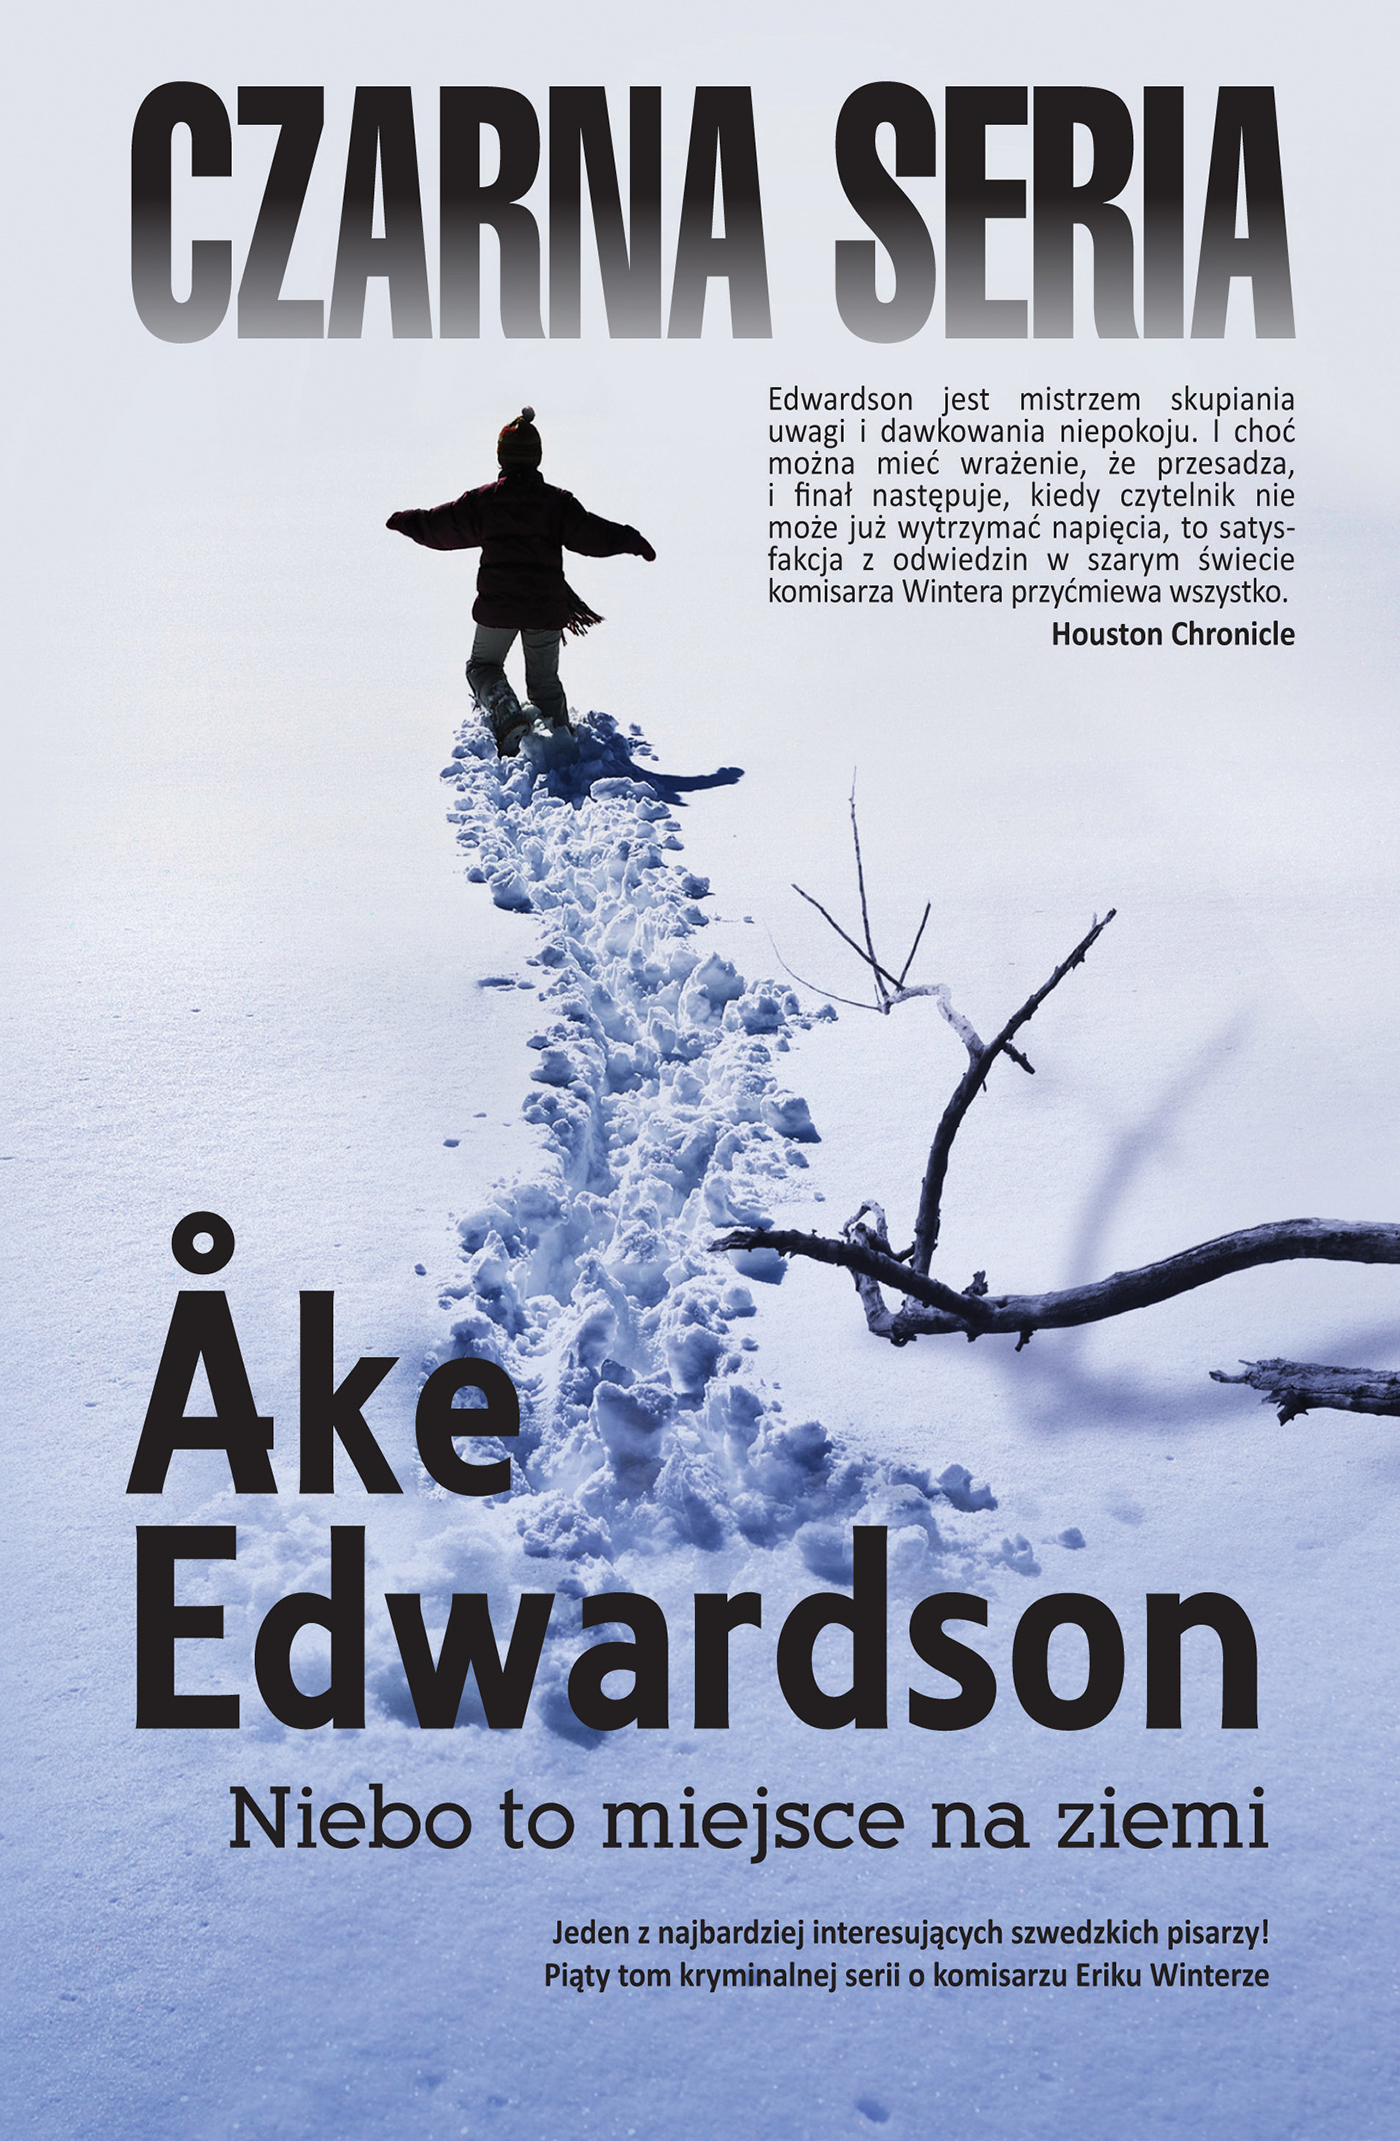 CZARNA SERIA
Edwardson jest mistrzem skupiania
uwagi i dawkowania niepokoju. I choć
można mieć wrażenie, że przesadza,
i finał następuje, kiedy czytelnik nie
może już wytrzymać napięcia, to satys-
fakcja z odwiedzin w szarym świecie
komisarza Wintera przyćmiewa wszystko.
Houston Chronicle
Åke
Edwardson
Niebo to miejsce na ziemi
Jeden z najbardziej interesujących szwedzkich pisarzy!
Piąty tom kryminalnej serii o komisarzu Eriku Winterze